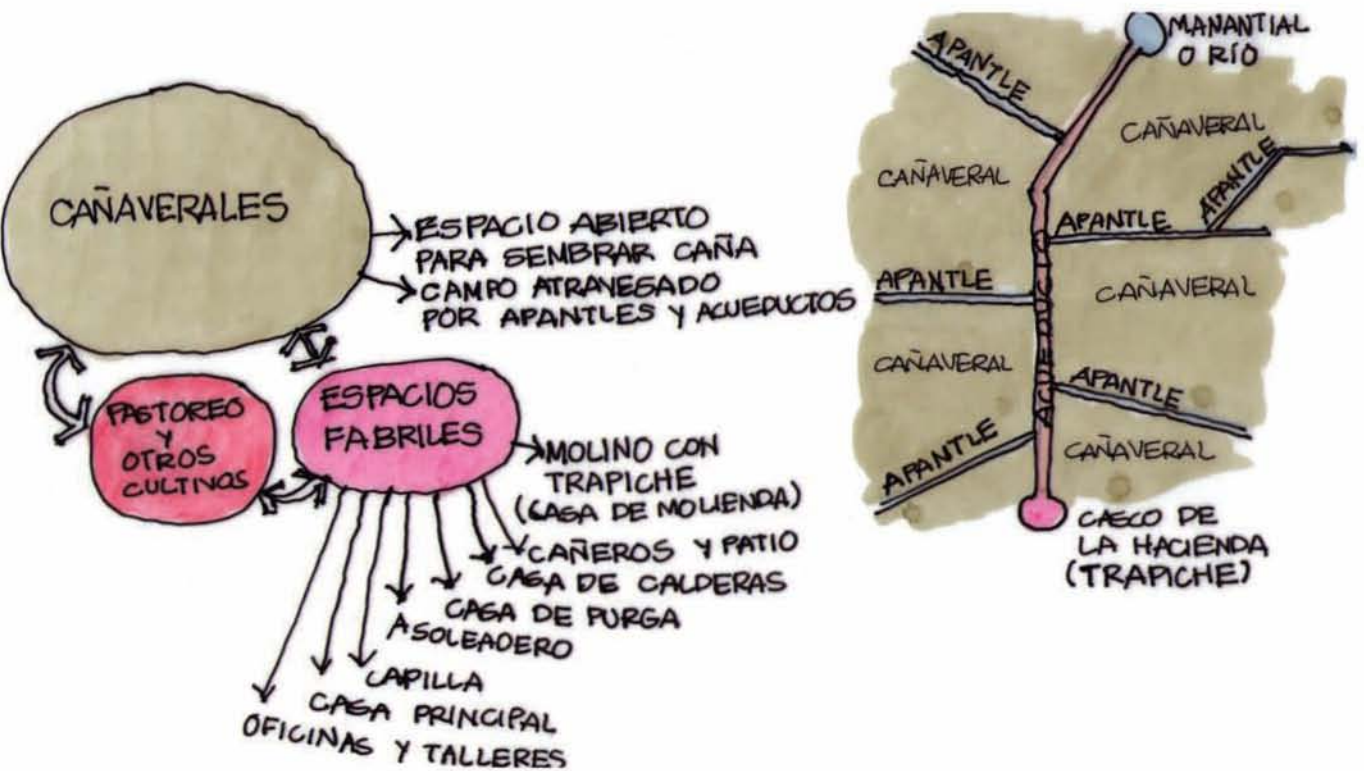 CAÑAVERALES
ESPACIO ABIERTO
PARA SEMBRAR CAÑA
CAMPO ATRAVESADO
POR APANTLES Y ACUEDUCTOS
PASTOREO
Y
OTROS
CULTIVOS
ESPACIOS
FABRILES
MOLINO CON
TRAPICHE
(CASA DE MOLIENDA)
CAÑEROS Y PATIO
CASA DE CALDERAS
CASA DE PURGA
ASOLEADERO
CAPILLA
CASA PRINCIPAL
OFICINAS Y TALLERES
MANANTIAL
O RÍO
APANTLE
CAÑAVERAL
CAÑAVERAL
APANTLE
APANTLE
APANTLE
ACUEDUCTO
CAÑAVERAL
CAÑAVERAL
APANTLE
APANTLE
CAÑAVERAL
CASCO DE
LA HACIENDA
(TRAPICHE)